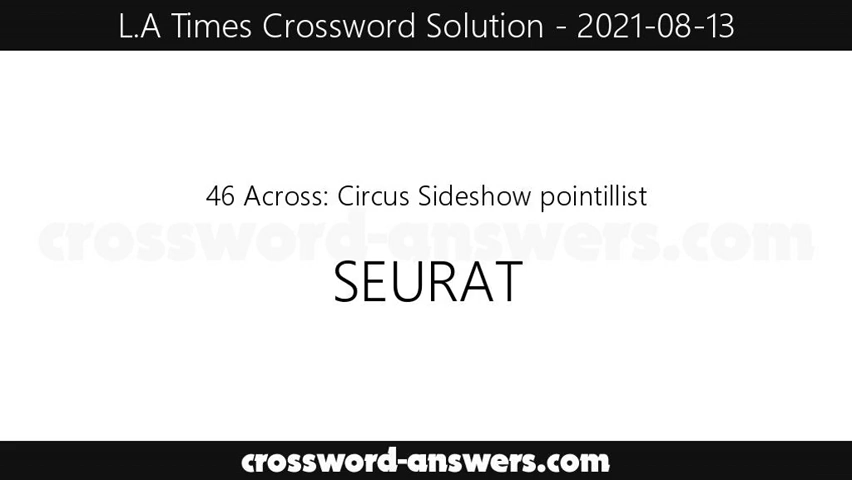 L.A Times Crossword Solution - 2021-08-13
46 Across: Circus Sideshow pointillist
crossword-answers.com
SEURAT
crossword-answers.com